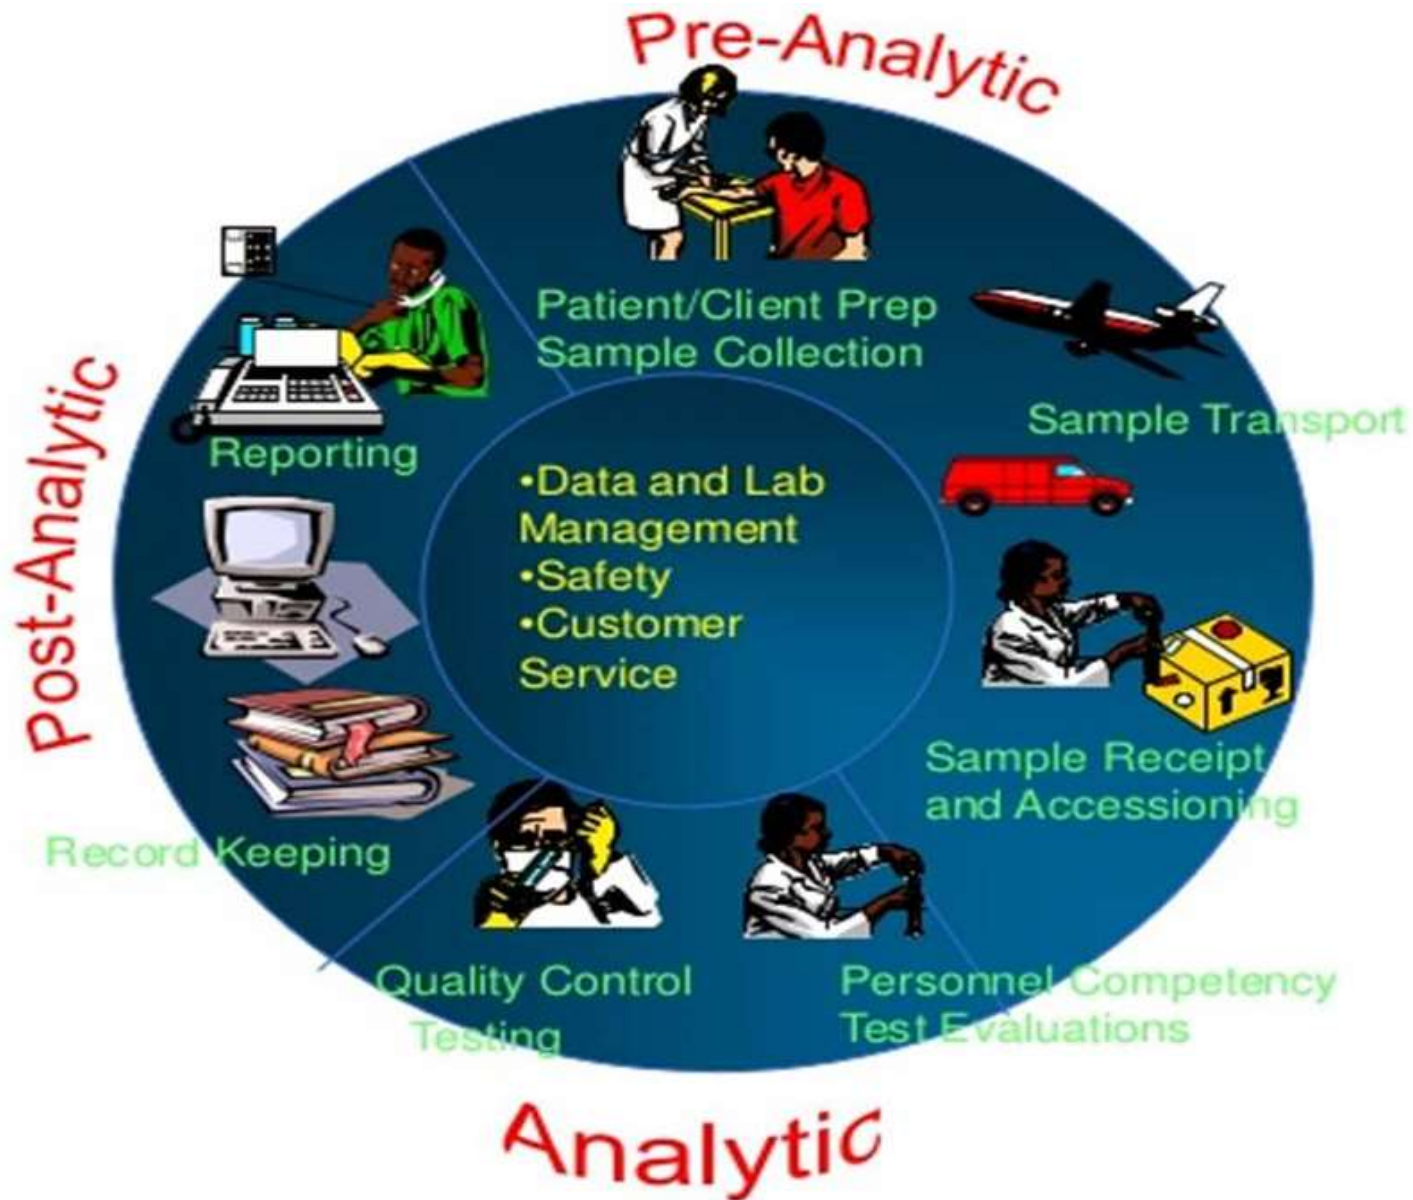 Pre-Analytic
Patient/Client Prep
Sample Collection
Sample Transport
Sample Receipt
and Accessioning
Personnel Competency
Test Evaluations
Analytic
Quality Control
Testing
Post-Analytic
Record Keeping
Reporting
•Data and Lab
Management
•Safety
•Customer
Service